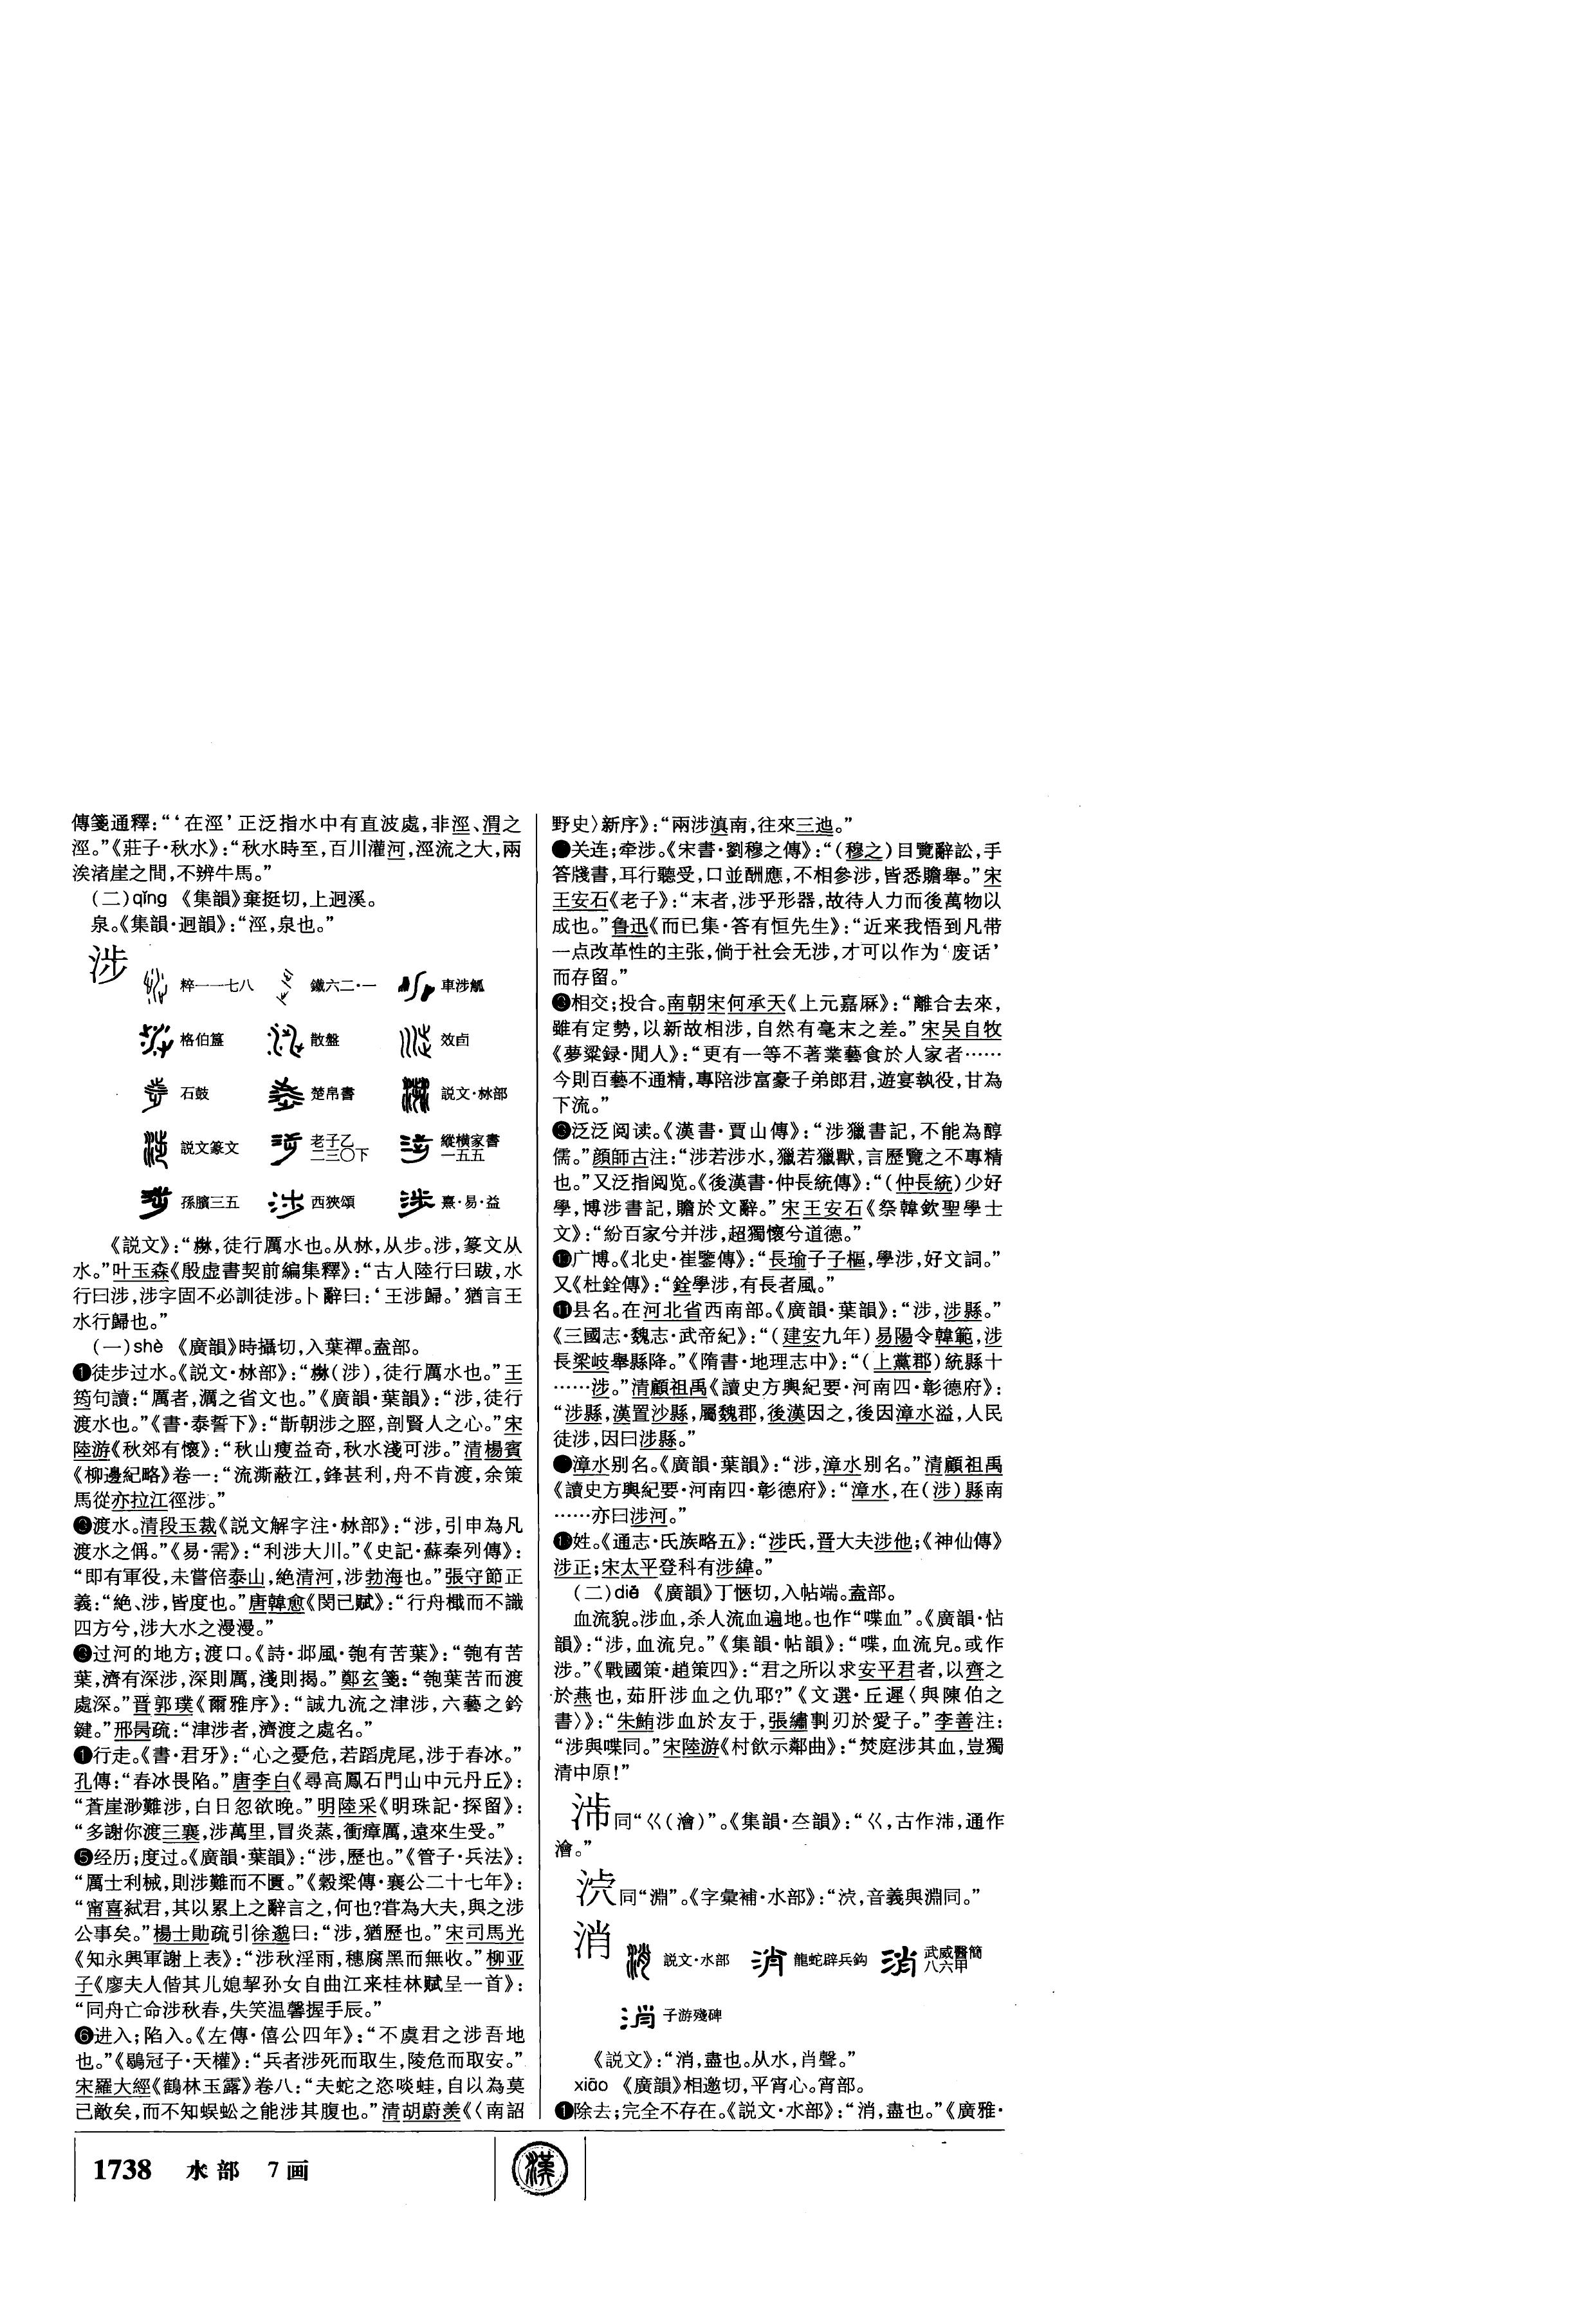 傳箋通釋：“‘在涇’正泛指水中有直波處，非涇、渭之
涇。”《莊子·秋水》：“秋水時至，百川灌河，涇流之大，兩
涘渚崖之間，不辨牛馬。”
（二）qǐng 《集韻》棄挺切，上迥溪。
泉。《集韻·迥韻》：“涇，泉也。”
涉
粹一一七八 鐵六二·一 車涉觚
格伯簋 散盤 效卣
石鼓 楚帛書 説文·沝部
説文篆文 老子乙二三〇下 縱橫家書一五五
孫臏三五 西狹頌 熹·易·益
《説文》：“𣻣，徒行厲水也。从沝，从步。涉，篆文从
水。”叶玉森《殷虚書契前編集釋》：“古人陸行曰跋，水
行曰涉，涉字固不必訓徒涉。卜辭曰：‘王涉歸。’猶言王
水行歸也。”
（一）shè 《廣韻》時攝切，入葉禪。盍部。
❶徒步过水。《説文·沝部》：“𣻣（涉），徒行厲水也。”王
筠句讀：“厲者，濿之省文也。”《廣韻·葉韻》：“涉，徒行
渡水也。”《書·泰誓下》：“斮朝涉之脛，剖賢人之心。”宋
陸游《秋郊有懷》：“秋山瘦益奇，秋水淺可涉。”清楊賓
《柳邊紀略》卷一：“流澌蔽江，鋒甚利，舟不肯渡，余策
馬從亦拉江徑涉。”
渡水。清段玉裁《説文解字注·沝部》：“涉，引申為凡
渡水之偁。”《易·需》：“利涉大川。”《史記·蘇秦列傳》：
“即有軍役，未嘗倍泰山，絶清河，涉勃海也。”張守節正
義：“絶、涉，皆度也。”唐韓愈《閔己赋》：“行舟檝而不識
四方兮，涉大水之漫漫。”
过河的地方；渡口。《詩·邶風·匏有苦葉》：“匏有苦
葉，濟有深涉，深則厲，淺則揭。”鄭玄箋：“匏葉苦而渡
處深。”晋郭璞《爾雅序》：“誠九流之津涉，六藝之鈐
鍵。”邢昺疏：“津涉者，濟渡之處名。”
行走。《書·君牙》：“心之憂危，若蹈虎尾，涉于春冰。”
孔傳：“春冰畏陷。”唐李白《尋高鳳石門山中元丹丘》：
“蒼崖渺難涉，白日忽欲晚。”明陸采《明珠記·探留》：
“多謝你渡三襄，涉萬里，冒炎蒸，衝瘴厲，遠來生受。”
❺经历；度过。《廣韻·葉韻》：“涉，歷也。”《管子·兵法》：
“厲士利械，則涉難而不匱。”《穀梁傳·襄公二十七年》：
“甯喜弑君，其以累上之辭言之，何也？嘗為大夫，與之涉
公事矣。”楊士勛疏引徐邈曰：“涉，猶歷也。”宋司馬光
《知永興軍謝上表》：“涉秋淫雨，穗腐黑而無收。”柳亚
子《廖夫人偕其儿媳挈孙女自曲江来桂林赋呈一首》：
“同舟亡命涉秋春，失笑温馨握手辰。”
❻进入；陷入。《左傳·僖公四年》：“不虞君之涉吾地
也。”《鶡冠子·天權》：“兵者涉死而取生，陵危而取安。”
宋羅大經《鶴林玉露》卷八：“夫蛇之恣啖蛙，自以為莫
己敵矣，而不知蜈蚣之能涉其腹也。”清胡蔚羡《〈南詔
野史〉新序》：“兩涉滇南，往來三迆。”
关连；牵涉。《宋書·劉穆之傳》：“（穆之）目覽辭訟，手
答牋書，耳行聽受，口並酬應，不相參涉，皆悉贍舉。”宋
王安石《老子》：“末者，涉乎形器，故待人力而後萬物以
成也。”鲁迅《而已集·答有恒先生》：“近来我悟到凡带
一点改革性的主张，倘于社会无涉，才可以作为‘废话’
而存留。”
相交；投合。南朝宋何承天《上元嘉厤》：“離合去來，
雖有定勢，以新故相涉，自然有毫末之差。”宋吴自牧
《夢粱録·閒人》：“更有一等不著業藝食於人家者……
今則百藝不通精，專陪涉富豪子弟郎君，遊宴執役，甘為
下流。”
泛泛阅读。《漢書·賈山傳》：“涉獵書記，不能為醇
儒。”顔師古注：“涉若涉水，獵若獵獸，言歷覽之不專精
也。”又泛指阅览。《後漢書·仲長統傳》：“（仲長統）少好
學，博涉書記，贍於文辭。”宋王安石《祭韓欽聖學士
文》：“紛百家兮并涉，超獨懷兮道德。”
广博。《北史·崔鑒傳》：“長瑜子子樞，學涉，好文詞。”
又《杜銓傳》：“銓學涉，有長者風。”
⓫县名。在河北省西南部。《廣韻·葉韻》：“涉，涉縣。”
《三國志·魏志·武帝紀》：“（建安九年）易陽令韓範，涉
長梁岐舉縣降。”《隋書·地理志中》：“（上黨郡）統縣十
……涉。”清顧祖禹《讀史方輿紀要·河南四·彰德府》：
“涉縣，漢置沙縣，屬魏郡，後漢因之，後因漳水溢，人民
徒涉，因曰涉縣。”
漳水别名。《廣韻·葉韻》：“涉，漳水别名。”清顧祖禹
《讀史方輿紀要·河南四·彰德府》：“漳水，在（涉）縣南
……亦曰涉河。”
姓。《通志·氏族略五》：“涉氏，晋大夫涉他；《神仙傳》
涉正；宋太平登科有涉緯。”
（二）dié 《廣韻》丁愜切，入帖端。盍部。
血流貌。涉血，杀人流血遍地。也作“喋血”。《廣韻·怗
韻》：“涉，血流皃。”《集韻·帖韻》：“喋，血流皃。或作
涉。”《戰國策·趙策四》：“君之所以求安平君者，以齊之
於燕也，茹肝涉血之仇耶？”《文選·丘遲〈與陳伯之
書〉》：“朱鮪涉血於友于，張繡剚刃於愛子。”李善注：
“涉與喋同。”宋陸游《村飲示鄰曲》：“焚庭涉其血，豈獨
清中原！”
同“巜（澮）”。《集韻·夳韻》：“巜，古作，通作
澮。”
同“淵”。《字彙補·水部》：“，音義與淵同。”
消
説文·水部 龍蛇辟兵鈎 武威醫簡八六甲
子游殘碑
《説文》：“消，盡也。从水，肖聲。”
xiāo 《廣韻》相邀切，平宵心。宵部。
❶除去；完全不存在。《説文·水部》：“消，盡也。”《廣雅·
1738 水部 7画
漢